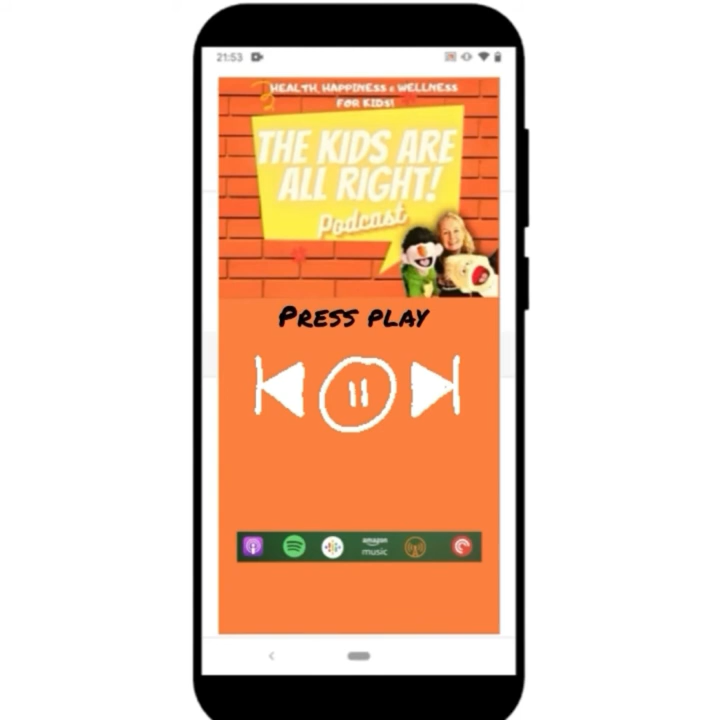 21:53
HEALTH, HAPPINESS & WELLNESS
FOR KIDS!
THE KIDS ARE
ALL RIGHT!
Podcast
PRESS PLAY
amazon
music